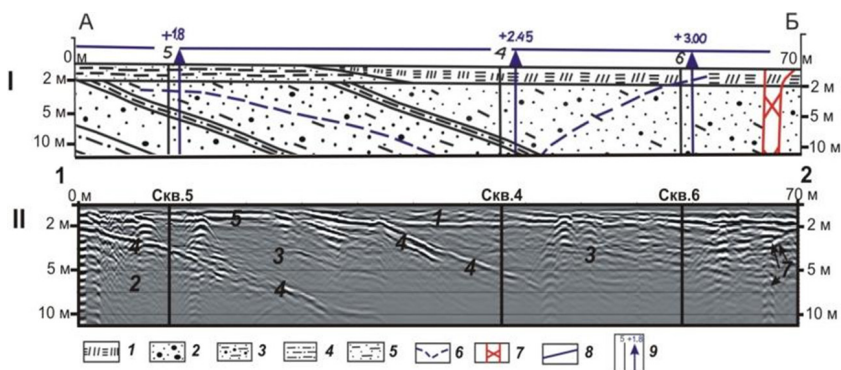 А Б
+1.8 +2.45 +3.00
0 м 5 4 6 70 м
I
2 м 2 м
5 м 5 м
10 м 10 м
1 2
0 м Скв.5 Скв.4 Скв.6 70 м
II
2 м 5 1 2 м
4 4 3 3 4 7
5 м 2 4 5 м
10 м 10 м
1 2 3 4 5 6 7 8 5 +1,8 9